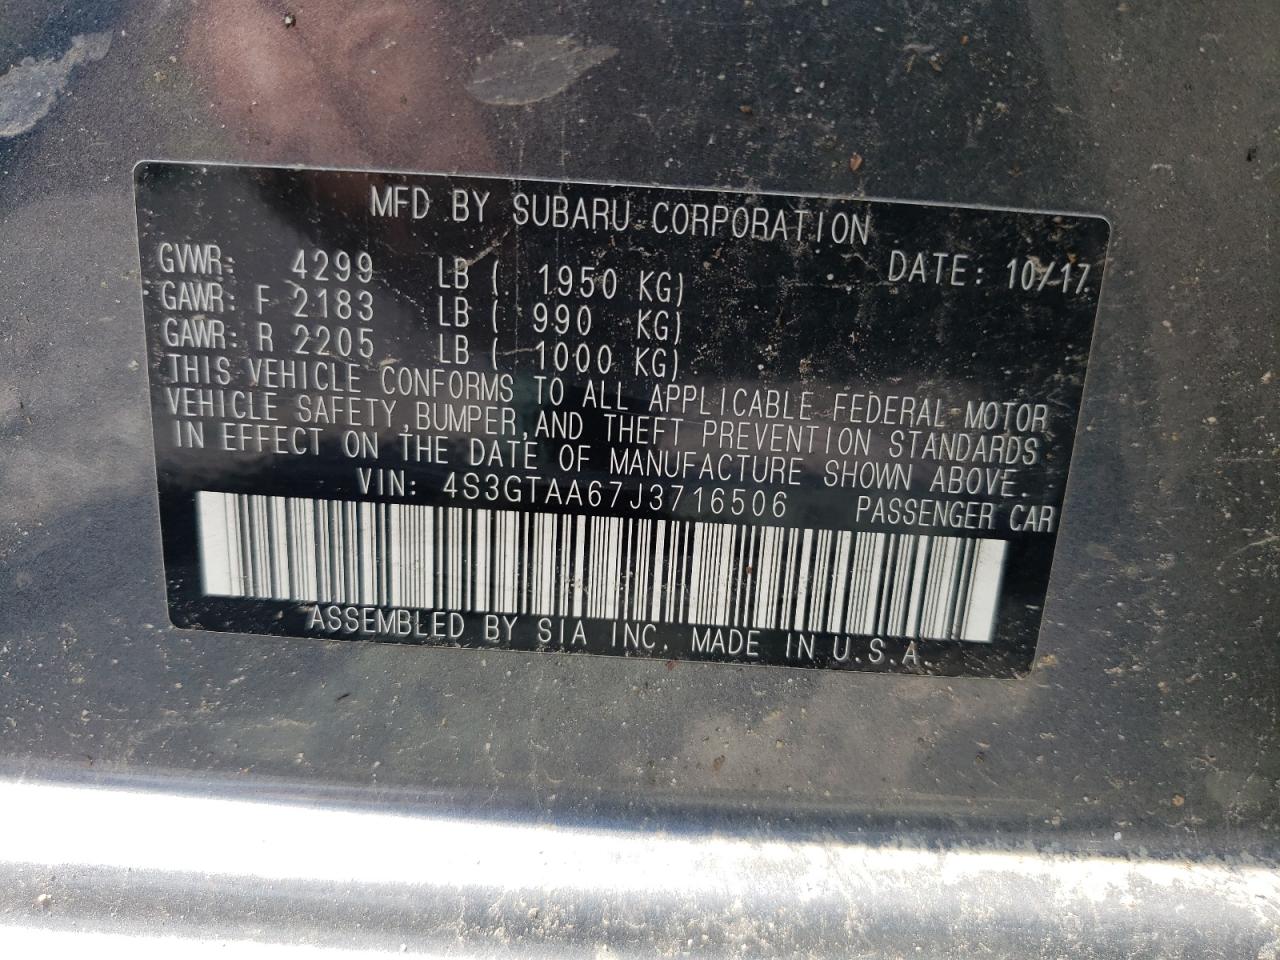 MFD BY SUBARU CORPORATION
GVWR: 4299 LB ( 1950 KG) DATE: 10/17
GAWR: F 2183 LB ( 990 KG)
GAWR: R 2205 LB ( 1000 KG)
THIS VEHICLE CONFORMS TO ALL APPLICABLE FEDERAL MOTOR
VEHICLE SAFETY, BUMPER, AND THEFT PREVENTION STANDARDS
IN EFFECT ON THE DATE OF MANUFACTURE SHOWN ABOVE.
VIN: 4S3GTAA67J3716506 PASSENGER CAR
ASSEMBLED BY SIA INC. MADE IN U.S.A.